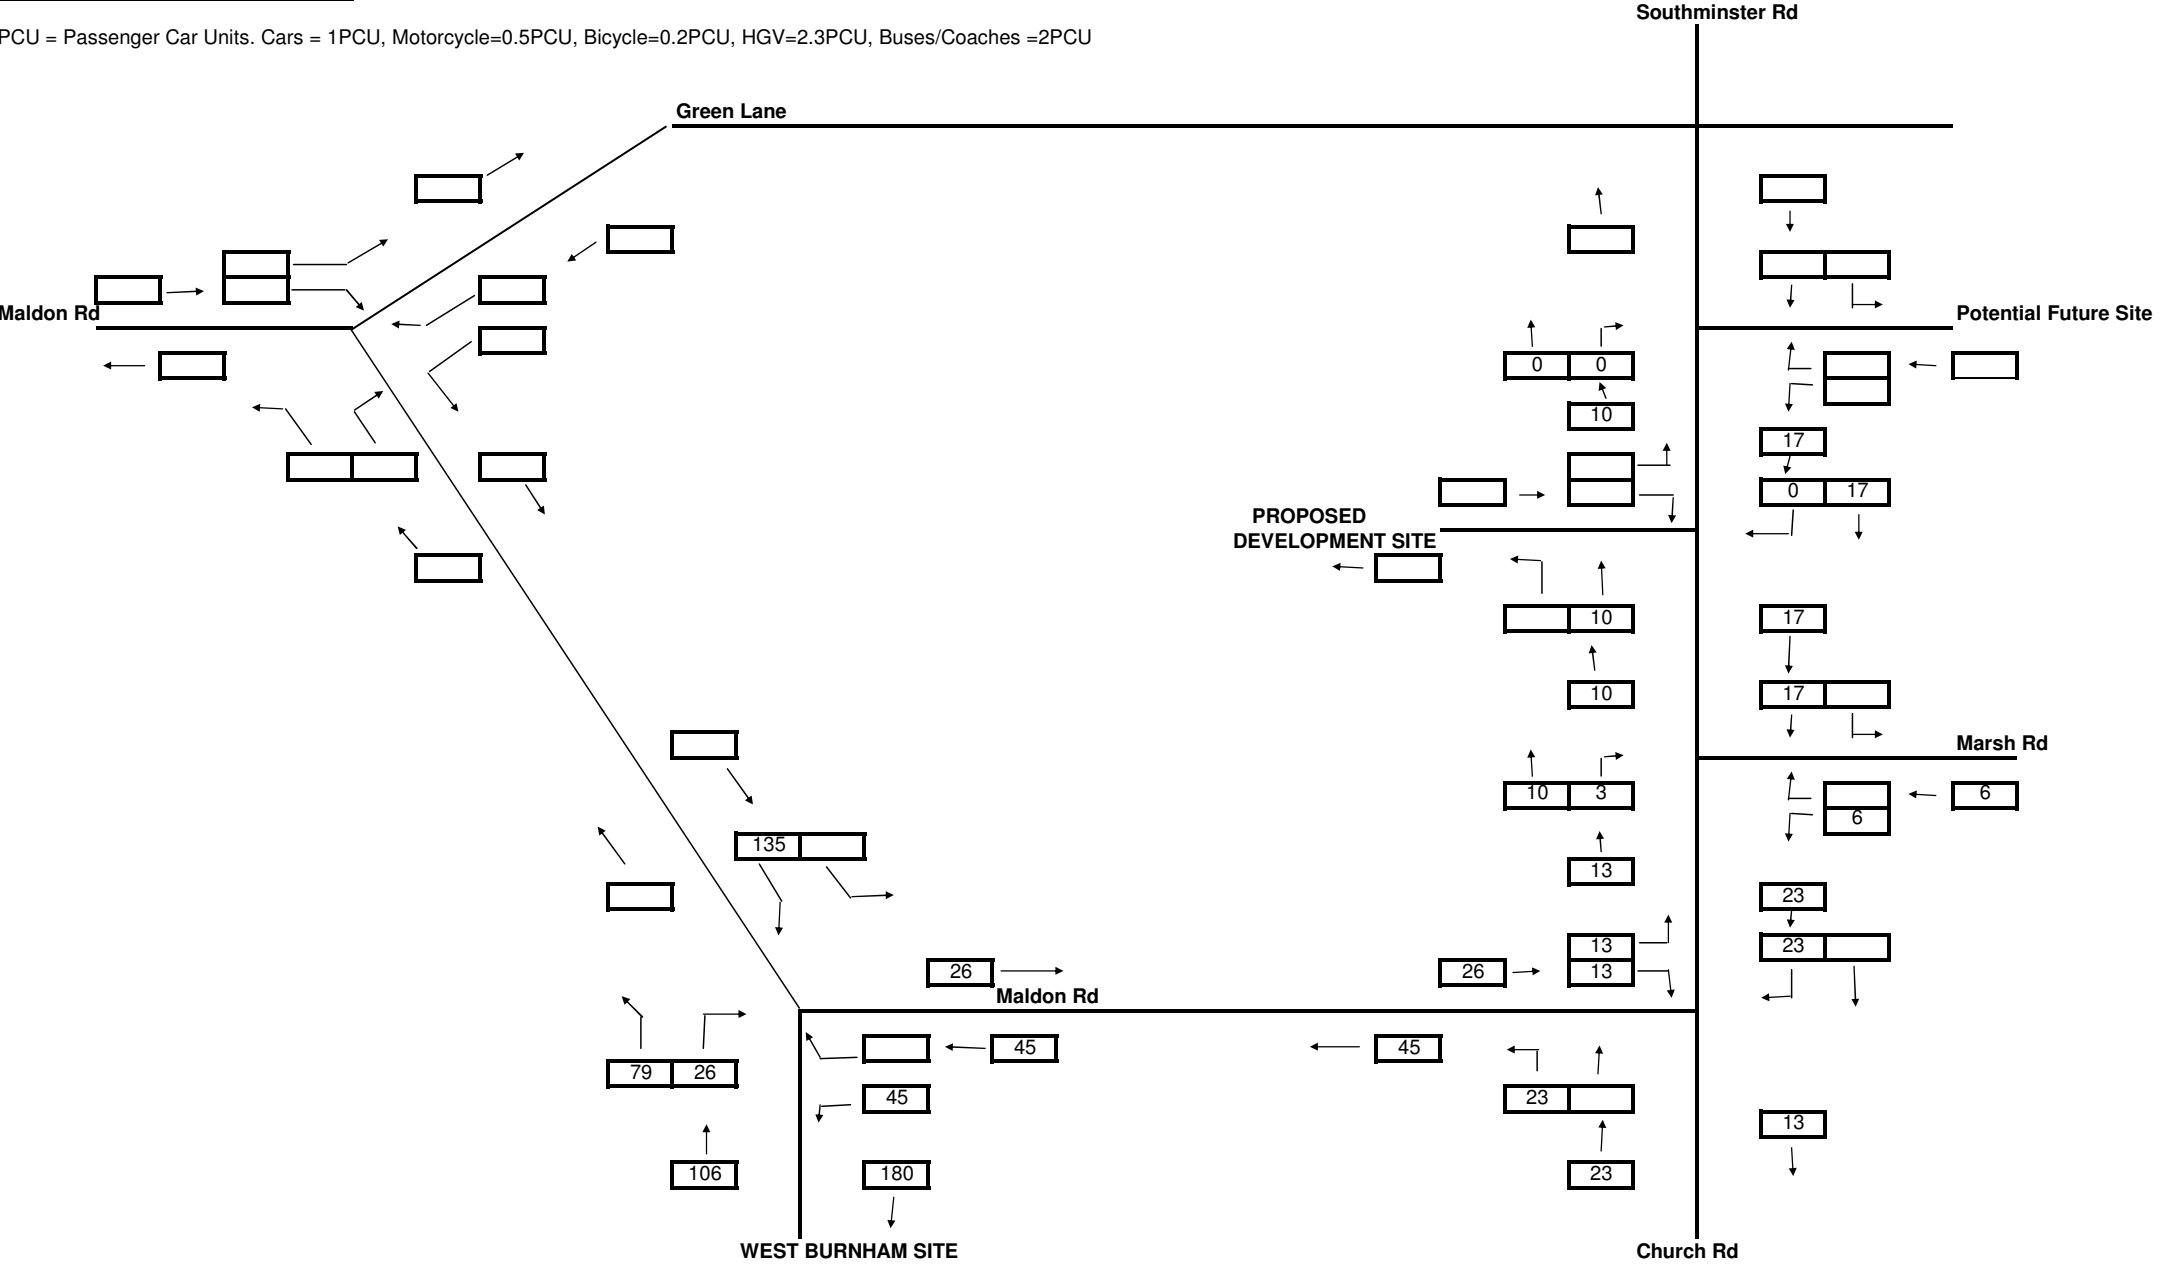 Southminster Rd
PCU = Passenger Car Units. Cars = 1PCU, Motorcycle=0.5PCU, Bicycle=0.2PCU, HGV=2.3PCU, Buses/Coaches =2PCU
Green Lane
Maldon Rd
Potential Future Site
0 0
10
17
0 17
PROPOSED
DEVELOPMENT SITE
10
17
10
17
Marsh Rd
10 3
6
6
135
13
23
13
23
26
26
13
Maldon Rd
45
45
79 26
45
23
13
106
180
23
WEST BURNHAM SITE
Church Rd